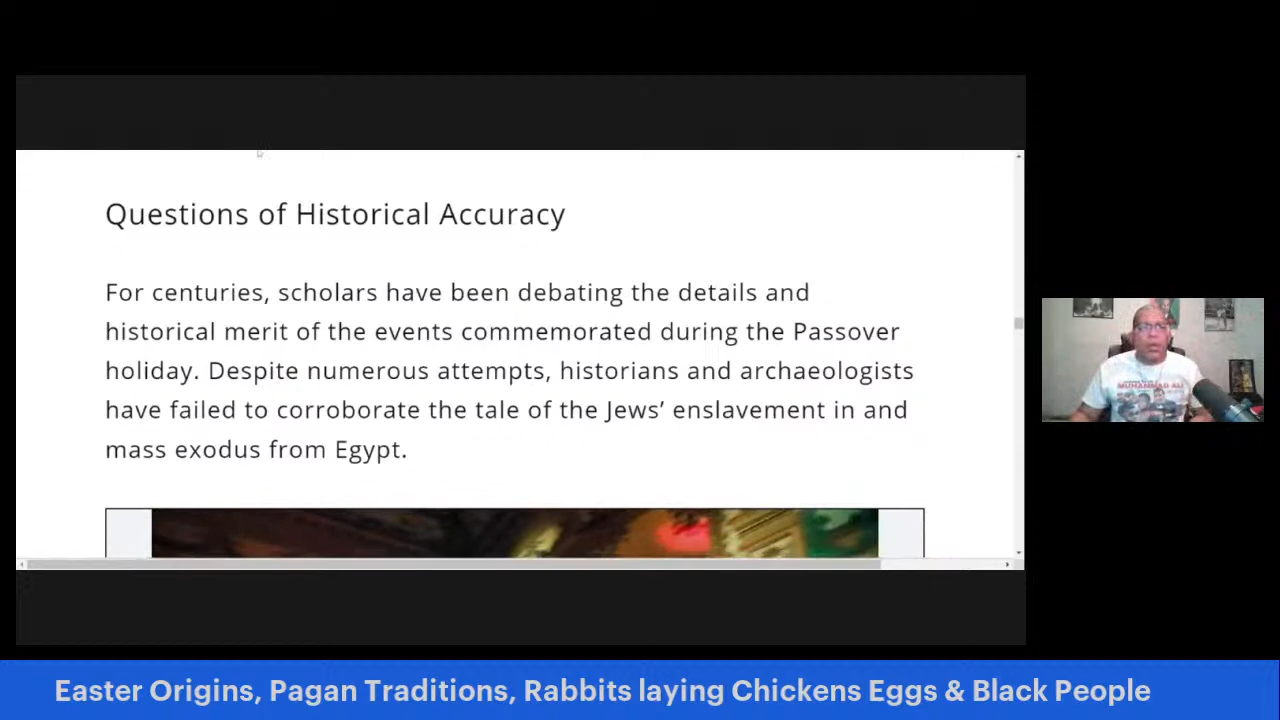 Questions of Historical Accuracy
For centuries, scholars have been debating the details and
historical merit of the events commemorated during the Passover
holiday. Despite numerous attempts, historians and archaeologists
have failed to corroborate the tale of the Jews’ enslavement in and
mass exodus from Egypt.
MUHAMMAD ALI
Easter Origins, Pagan Traditions, Rabbits laying Chickens Eggs & Black People